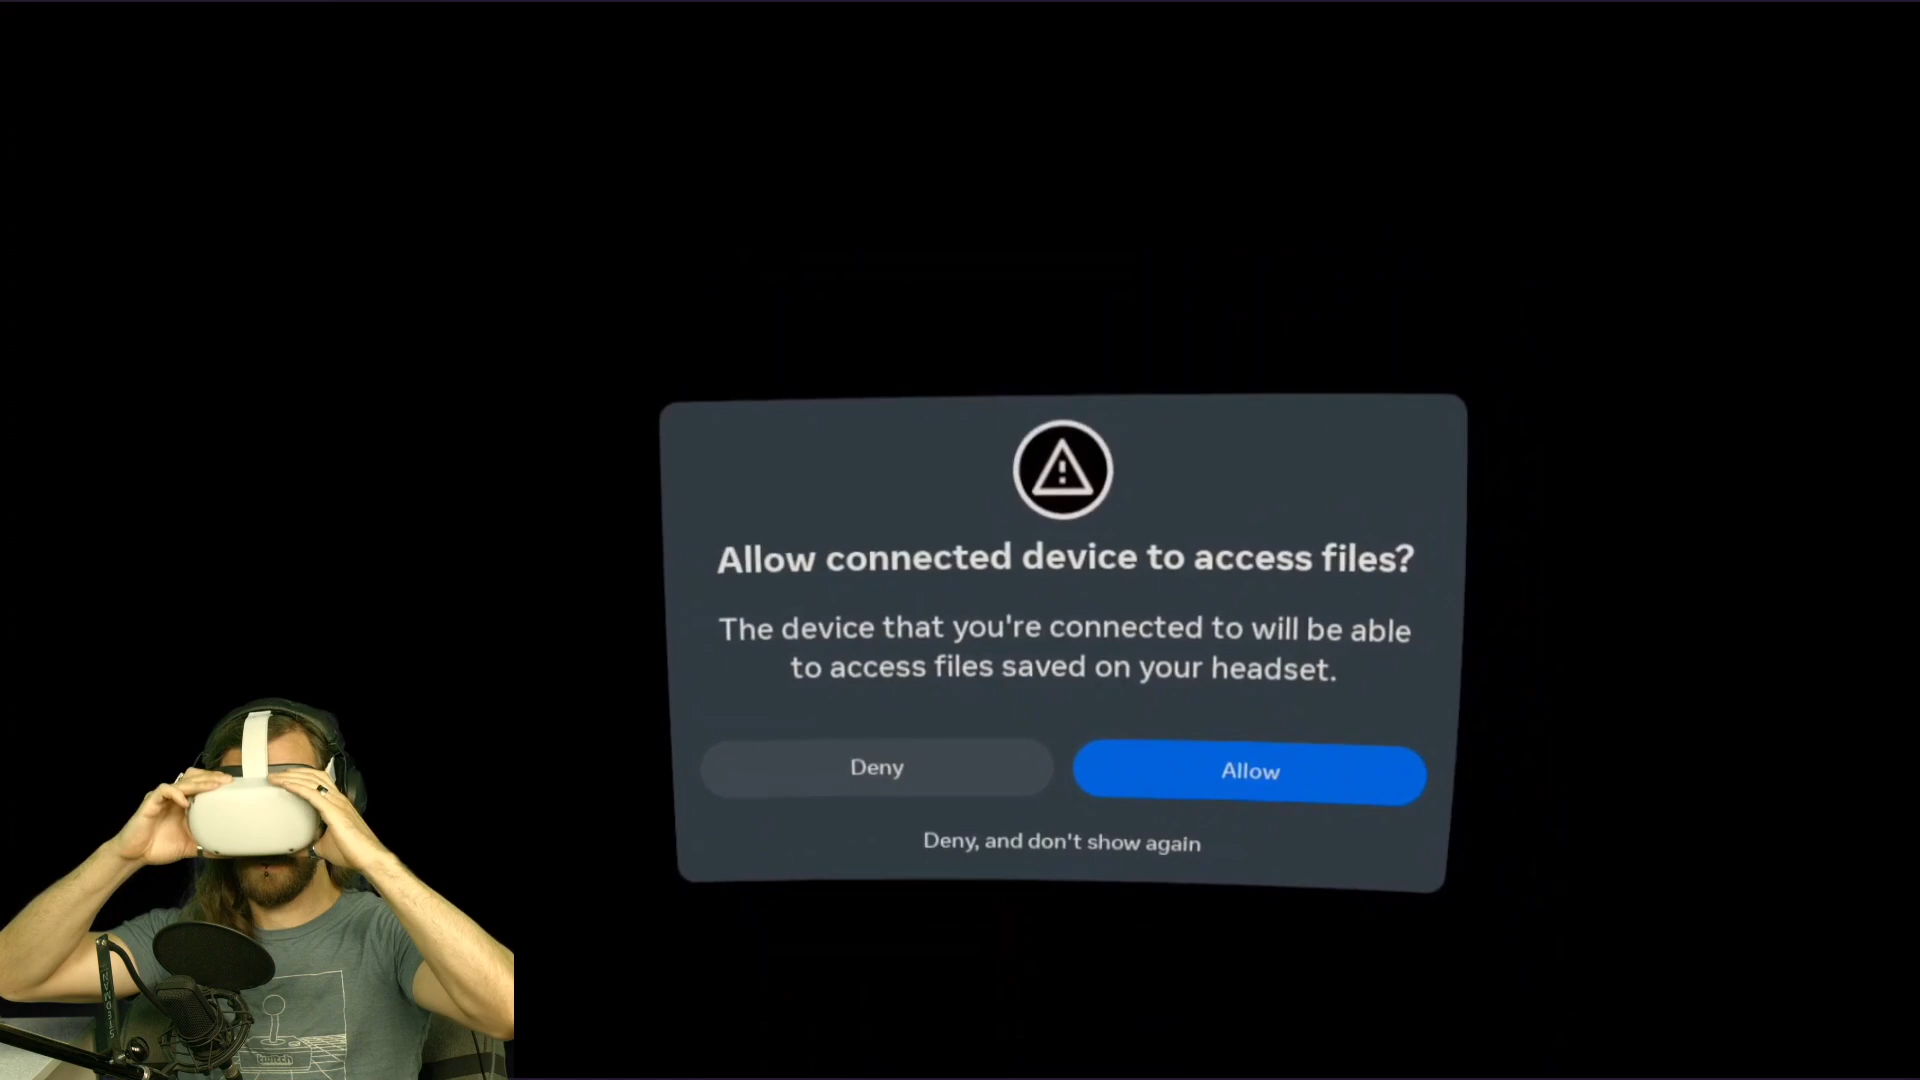 Allow connected device to access files?
The device that you're connected to will be able
to access files saved on your headset.
Deny
Allow
Deny, and don't show again
twitch